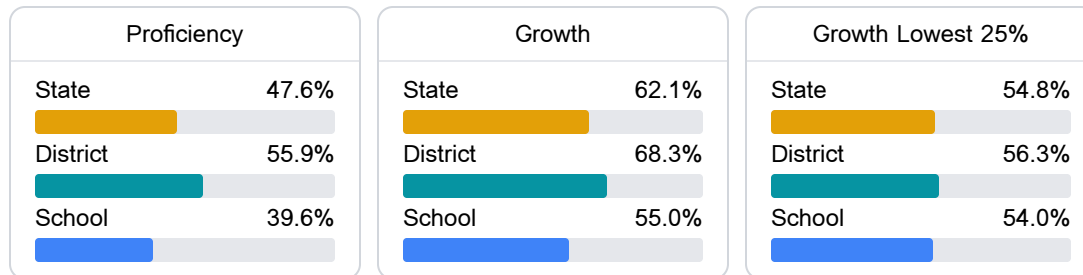 Proficiency
State 47.6%
District 55.9%
School 39.6%
Growth
State 62.1%
District 68.3%
School 55.0%
Growth Lowest 25%
State 54.8%
District 56.3%
School 54.0%